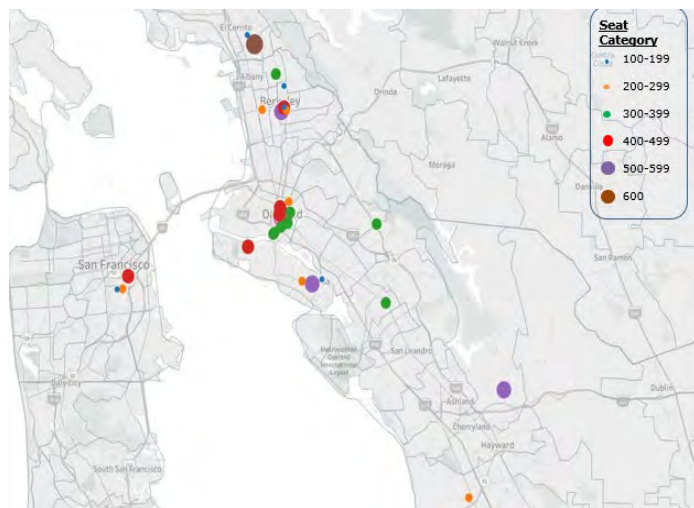 Seat
Category
100-199
200-299
300-399
400-499
500-599
600
El Cerrito
Albany
Berkeley
Walnut Creek
Lafayette
Orinda
Alamo
Moraga
Danville
San Francisco
San Ramon
San Leandro
Metropolitan
Oakland
International
Airport
Daly City
Ashland
Dublin
Cherryland
Hayward
South San Francisco